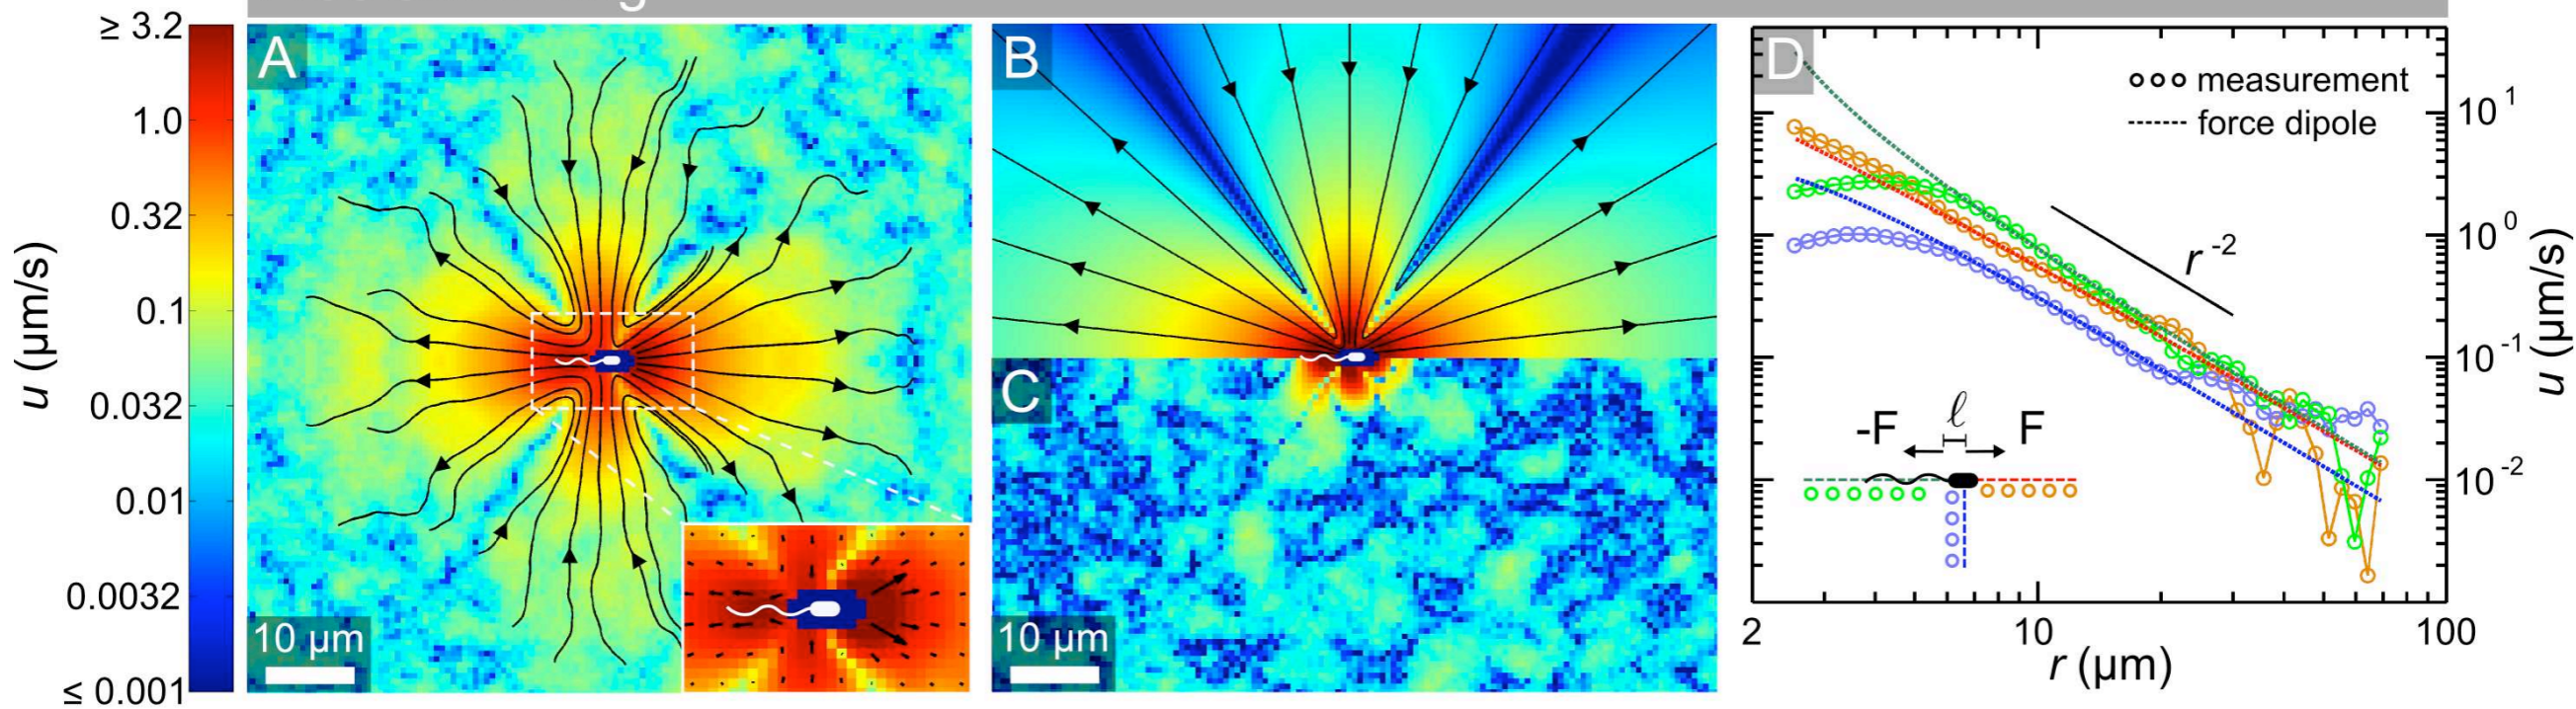 ≥ 3.2
1.0
0.32
0.1
0.032
0.01
0.0032
≤ 0.001
u (µm/s)
A
10 µm
B
C
10 µm
D
measurement
force dipole
r -2
-F ℓ F
10 1
10 0
10 -1
10 -2
u (µm/s)
2 10 100
r (µm)